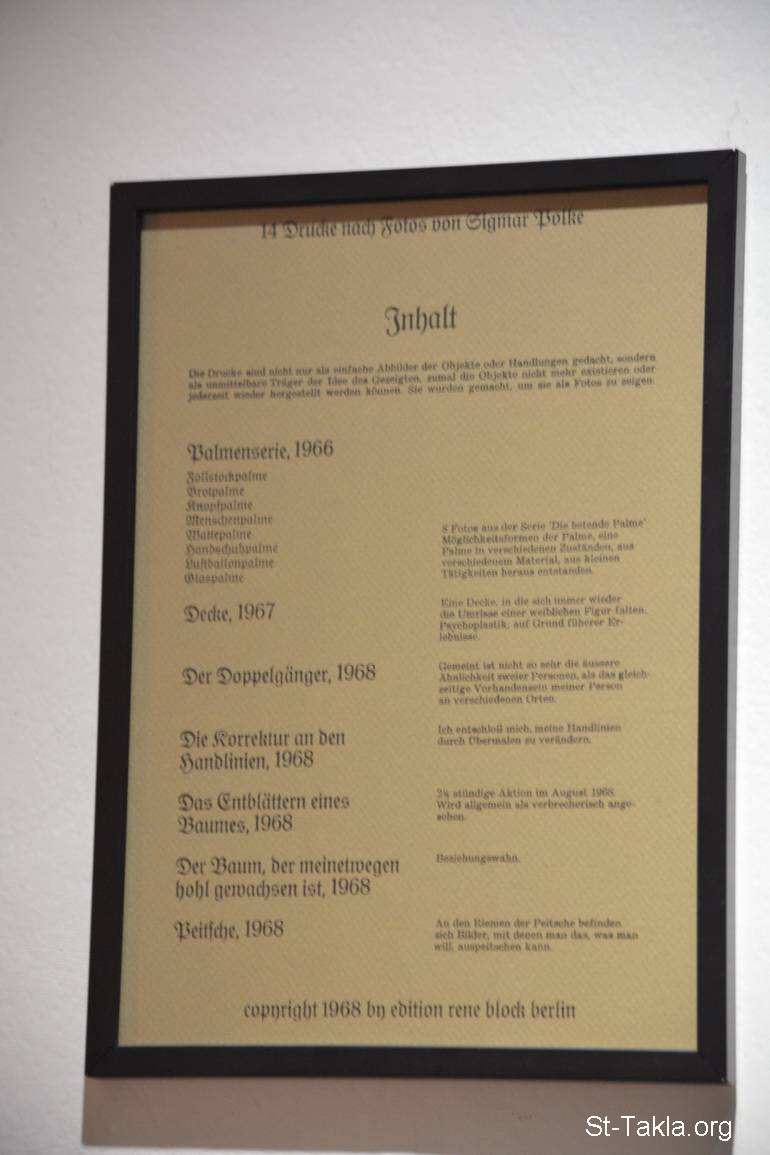 14 Drucke nach Fotos von Sigmar Polke
Inhalt
Die Drucke sind nicht nur als einfache Abbilder der Objekte oder Handlungen gedacht, sondern
als unmittelbare Träger der Idee des Gezeigten, zumal die Objekte nicht mehr existieren oder
jederzeit wieder hergestellt werden können. Sie wurden gemacht, um sie als Fotos zu zeigen.
Palmenserie, 1966
Zollstockpalme
Brotpalme
Knopfpalme
Menschenpalme
Wattepalme
Handschuhpalme
Luftballonpalme
Glaspalme
8 Fotos aus der Serie 'Die betende Palme'
Möglichkeitsformen der Palme, eine
Palme in verschiedenen Zuständen, aus
verschiedenem Material, aus kleinen
Tätigkeiten heraus entstanden.
Decke, 1967
Eine Decke, in die sich immer wieder
die Umrisse einer weiblichen Figur falten.
Psychoplastik, auf Grund füherer Er-
lebnisse.
Der Doppelgänger, 1968
Gemeint ist nicht so sehr die äussere
Ähnlichkeit zweier Personen, als das gleich-
zeitige Vorhandensein meiner Person
an verschiedenen Orten.
Die Korrektur an den
Handlinien, 1968
Ich entschloß mich, meine Handlinien
durch Übermalen zu verändern.
Das Entblättern eines
Baumes, 1968
2¼ stündige Aktion im August 1968.
Wird allgemein als verbrecherisch ange-
sehen.
Der Baum, der meinetwegen
hohl gewachsen ist, 1968
Beziehungswahn.
Peitsche, 1968
An den Riemen der Peitsche befinden
sich Bilder, mit denen man das, was man
will, auspeitschen kann.
copyright 1968 by edition rene block berlin
St-Takla.org